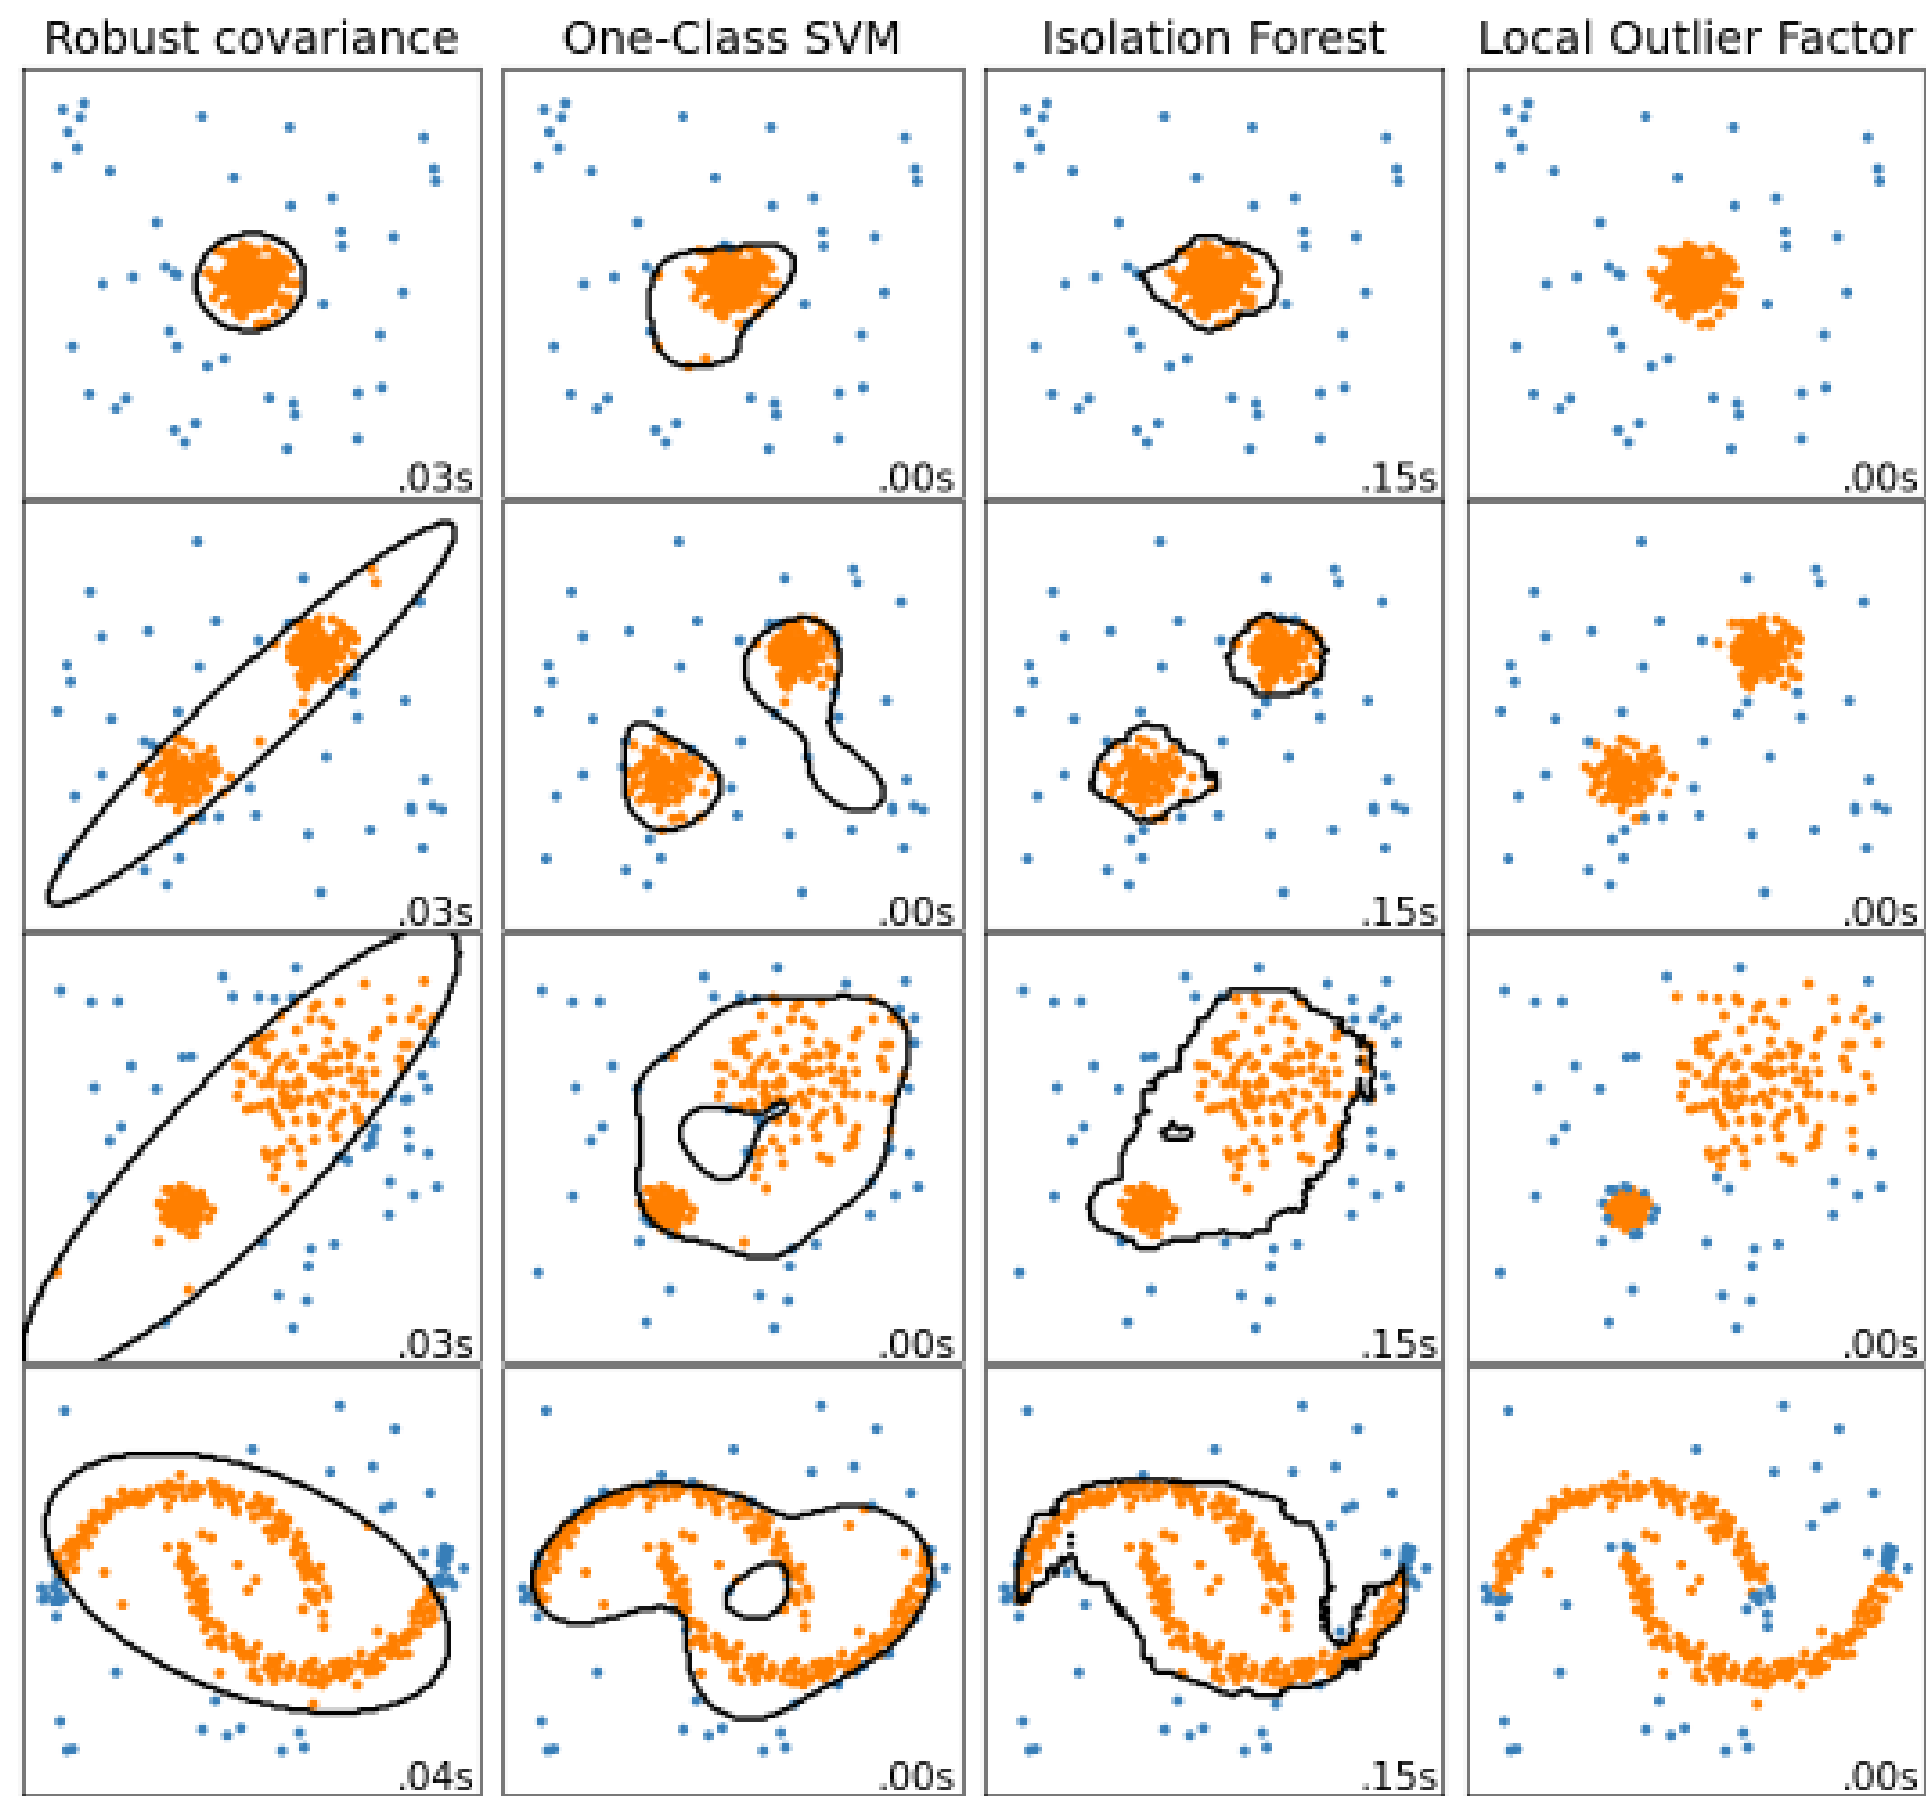 Robust covariance One-Class SVM Isolation Forest Local Outlier Factor
.03s .00s .15s .00s
.03s .00s .15s .00s
.03s .00s .15s .00s
.04s .00s .15s .00s